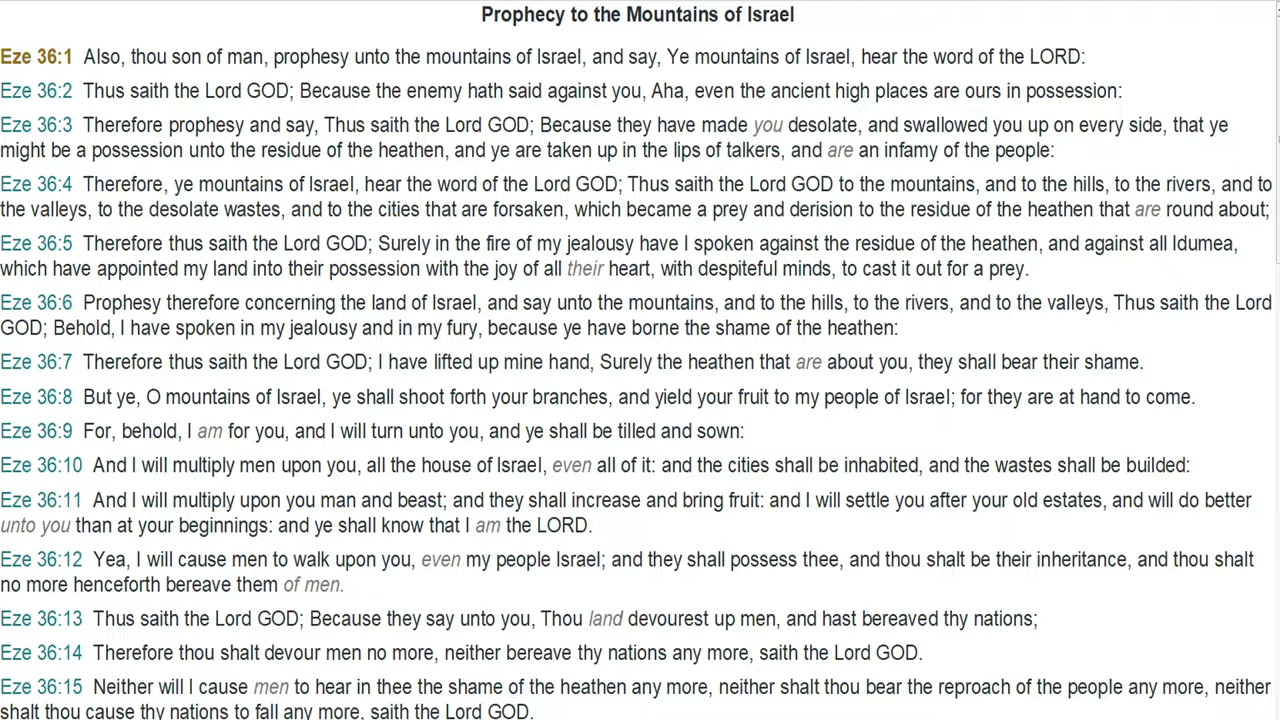 Prophecy to the Mountains of Israel
Eze 36:1 Also, thou son of man, prophesy unto the mountains of Israel, and say, Ye mountains of Israel, hear the word of the LORD:
Eze 36:2 Thus saith the Lord GOD; Because the enemy hath said against you, Aha, even the ancient high places are ours in possession:
Eze 36:3 Therefore prophesy and say, Thus saith the Lord GOD; Because they have made you desolate, and swallowed you up on every side, that ye
might be a possession unto the residue of the heathen, and ye are taken up in the lips of talkers, and are an infamy of the people:
Eze 36:4 Therefore, ye mountains of Israel, hear the word of the Lord GOD; Thus saith the Lord GOD to the mountains, and to the hills, to the rivers, and to
the valleys, to the desolate wastes, and to the cities that are forsaken, which became a prey and derision to the residue of the heathen that are round about;
Eze 36:5 Therefore thus saith the Lord GOD; Surely in the fire of my jealousy have I spoken against the residue of the heathen, and against all Idumea,
which have appointed my land into their possession with the joy of all their heart, with despiteful minds, to cast it out for a prey.
Eze 36:6 Prophesy therefore concerning the land of Israel, and say unto the mountains, and to the hills, to the rivers, and to the valleys, Thus saith the Lord
GOD; Behold, I have spoken in my jealousy and in my fury, because ye have borne the shame of the heathen:
Eze 36:7 Therefore thus saith the Lord GOD; I have lifted up mine hand, Surely the heathen that are about you, they shall bear their shame.
Eze 36:8 But ye, O mountains of Israel, ye shall shoot forth your branches, and yield your fruit to my people of Israel; for they are at hand to come.
Eze 36:9 For, behold, I am for you, and I will turn unto you, and ye shall be tilled and sown:
Eze 36:10 And I will multiply men upon you, all the house of Israel, even all of it: and the cities shall be inhabited, and the wastes shall be builded:
Eze 36:11 And I will multiply upon you man and beast; and they shall increase and bring fruit: and I will settle you after your old estates, and will do better
unto you than at your beginnings: and ye shall know that I am the LORD.
Eze 36:12 Yea, I will cause men to walk upon you, even my people Israel; and they shall possess thee, and thou shalt be their inheritance, and thou shalt
no more henceforth bereave them of men.
Eze 36:13 Thus saith the Lord GOD; Because they say unto you, Thou land devourest up men, and hast bereaved thy nations;
Eze 36:14 Therefore thou shalt devour men no more, neither bereave thy nations any more, saith the Lord GOD.
Eze 36:15 Neither will I cause men to hear in thee the shame of the heathen any more, neither shalt thou bear the reproach of the people any more, neither
shalt thou cause thy nations to fall any more, saith the Lord GOD.